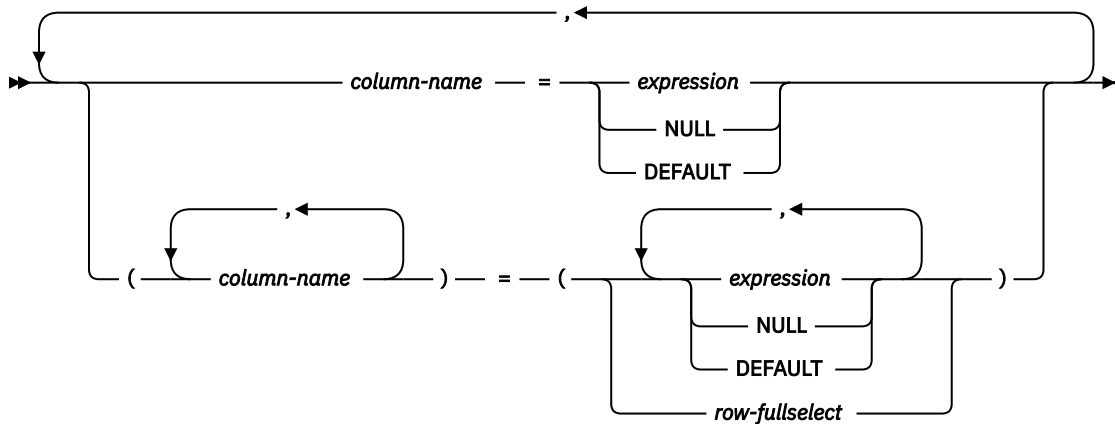 ,
column-name = expression
NULL
DEFAULT
, ,
( column-name ) = ( expression )
NULL
DEFAULT
row-fullselect